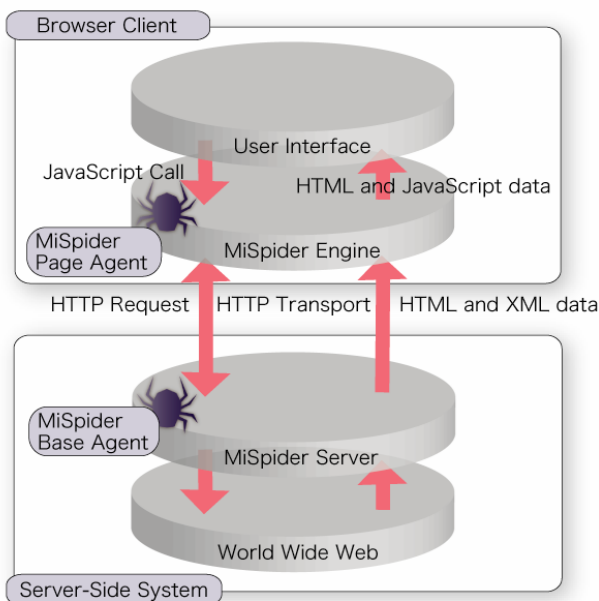 Browser Client
User Interface
JavaScript Call
HTML and JavaScript data
MiSpider
Page Agent
MiSpider Engine
HTTP Request
HTTP Transport
HTML and XML data
MiSpider
Base Agent
MiSpider Server
World Wide Web
Server-Side System